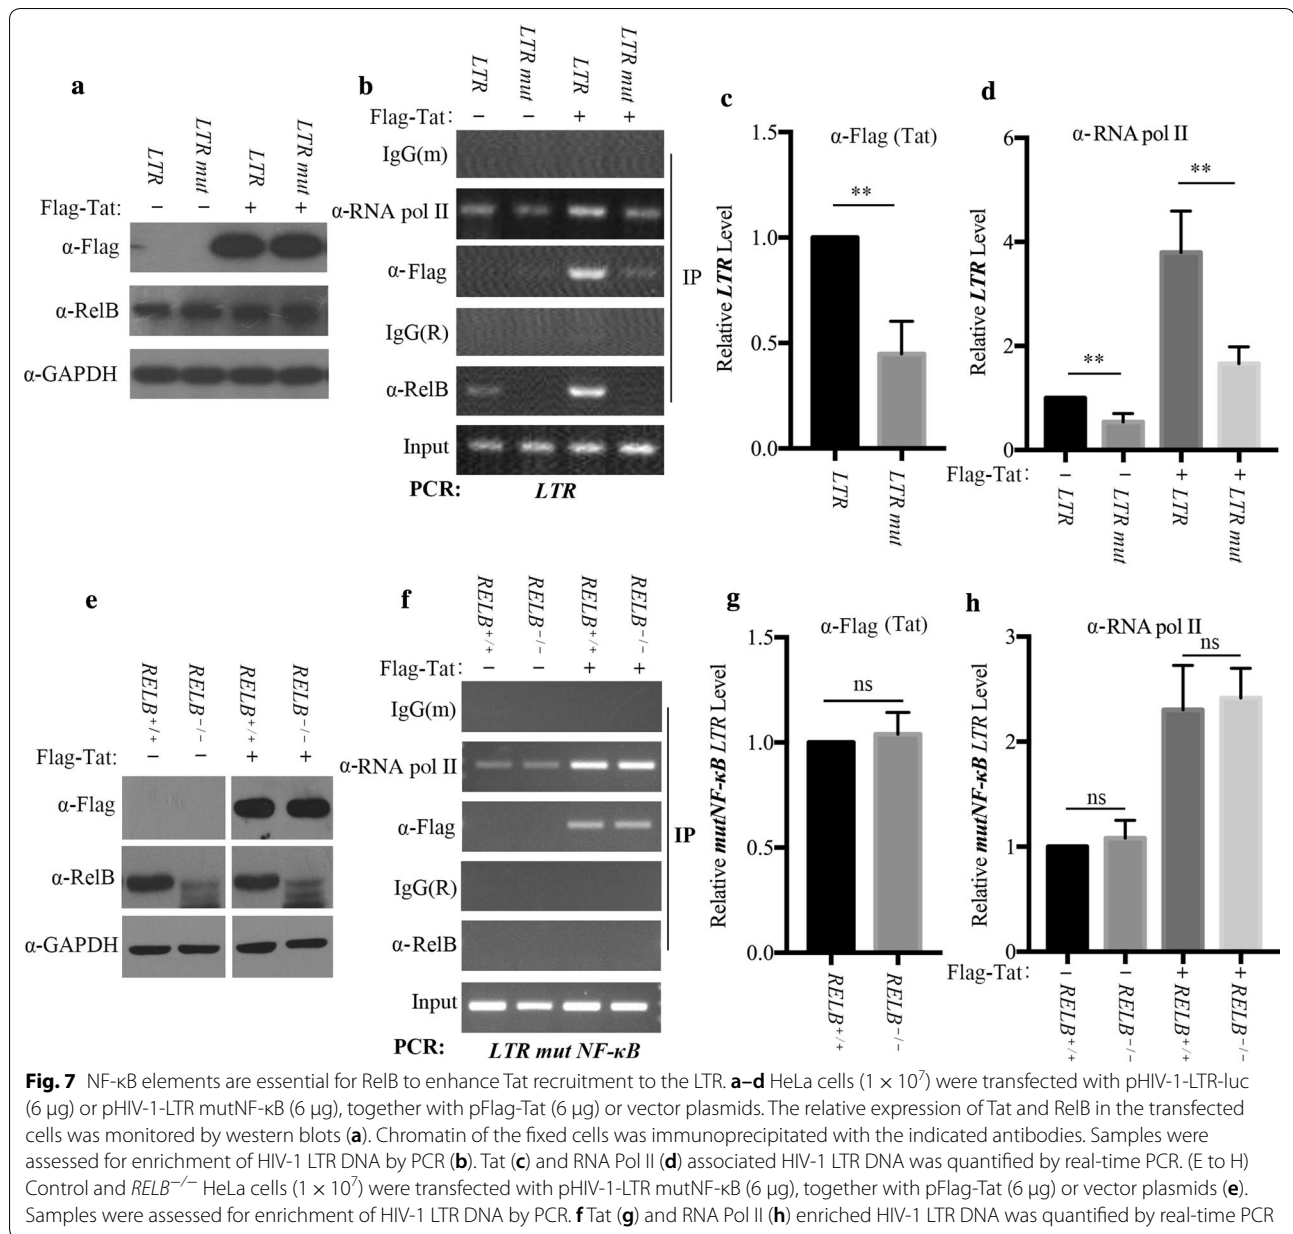 a
LTR
LTR mut
LTR
LTR mut
Flag-Tat: − − + +
α-Flag
α-RelB
α-GAPDH
b
LTR
LTR mut
LTR
LTR mut
Flag-Tat: − − + +
IgG(m)
α-RNA pol II
α-Flag
IgG(R)
α-RelB
Input
IP
PCR: LTR
c
α-Flag (Tat)
Relative LTR Level
1.5
1.0
0.5
0.0
**
LTR
LTR mut
d
α-RNA pol II
Relative LTR Level
6
4
2
0
**
**
Flag-Tat: − − + +
LTR
LTR mut
LTR
LTR mut
e
RELB+/+
RELB−/−
RELB+/+
RELB−/−
Flag-Tat: − − + +
α-Flag
α-RelB
α-GAPDH
f
RELB+/+
RELB−/−
RELB+/+
RELB−/−
Flag-Tat: − − + +
IgG(m)
α-RNA pol II
α-Flag
IgG(R)
α-RelB
Input
IP
PCR: LTR mut NF-κB
g
α-Flag (Tat)
Relative mutNF-κB LTR Level
1.5
1.0
0.5
0.0
ns
RELB+/+
RELB−/−
h
α-RNA pol II
Relative mutNF-κB LTR Level
3
2
1
0
ns
ns
Flag-Tat: − − + +
RELB+/+
RELB−/−
RELB+/+
RELB−/−
Fig. 7 NF-κB elements are essential for RelB to enhance Tat recruitment to the LTR. a–d HeLa cells (1 × 10⁷) were transfected with pHIV-1-LTR-luc
(6 μg) or pHIV-1-LTR mutNF-κB (6 μg), together with pFlag-Tat (6 μg) or vector plasmids. The relative expression of Tat and RelB in the transfected
cells was monitored by western blots (a). Chromatin of the fixed cells was immunoprecipitated with the indicated antibodies. Samples were
assessed for enrichment of HIV-1 LTR DNA by PCR (b). Tat (c) and RNA Pol II (d) associated HIV-1 LTR DNA was quantified by real-time PCR. (E to H)
Control and RELB−/− HeLa cells (1 × 10⁷) were transfected with pHIV-1-LTR mutNF-κB (6 μg), together with pFlag-Tat (6 μg) or vector plasmids (e).
Samples were assessed for enrichment of HIV-1 LTR DNA by PCR. f Tat (g) and RNA Pol II (h) enriched HIV-1 LTR DNA was quantified by real-time PCR